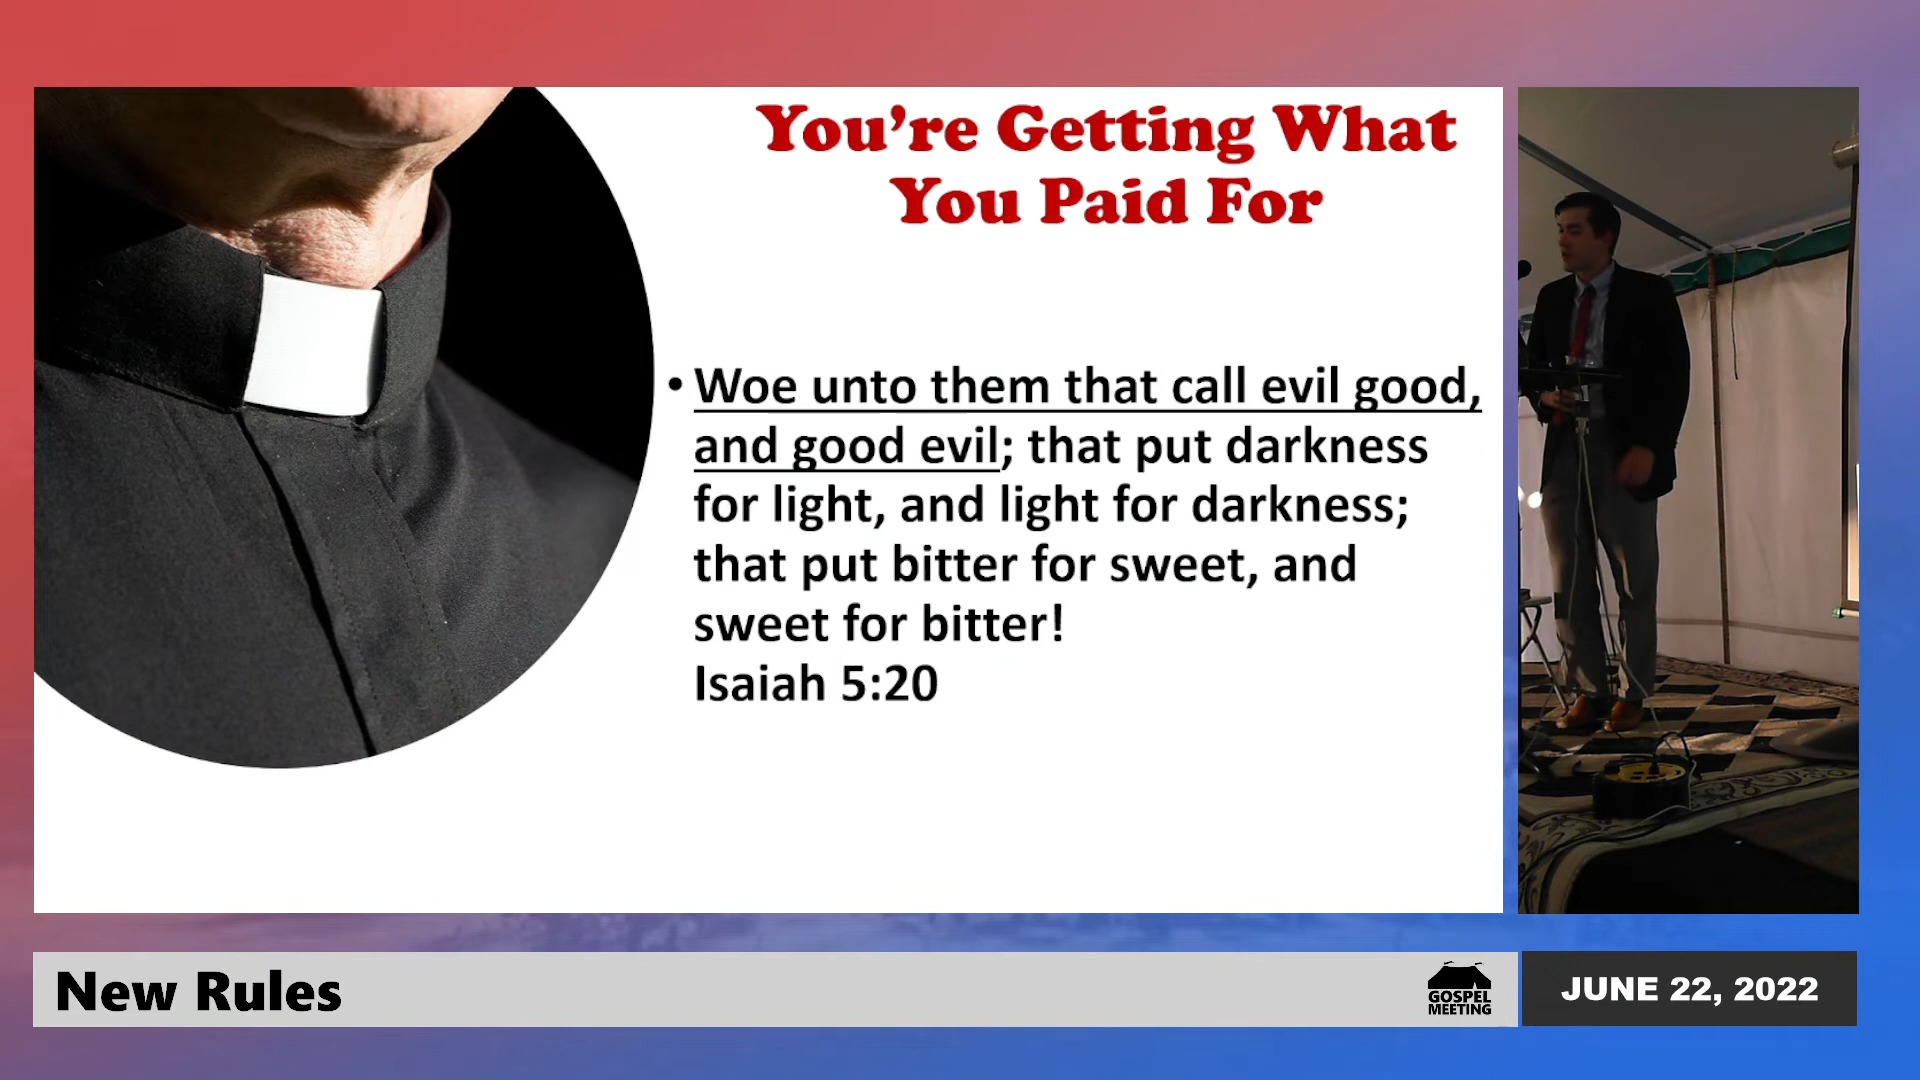 You're Getting What
You Paid For
• Woe unto them that call evil good,
and good evil; that put darkness
for light, and light for darkness;
that put bitter for sweet, and
sweet for bitter!
Isaiah 5:20
New Rules
GOSPEL
MEETING
JUNE 22, 2022